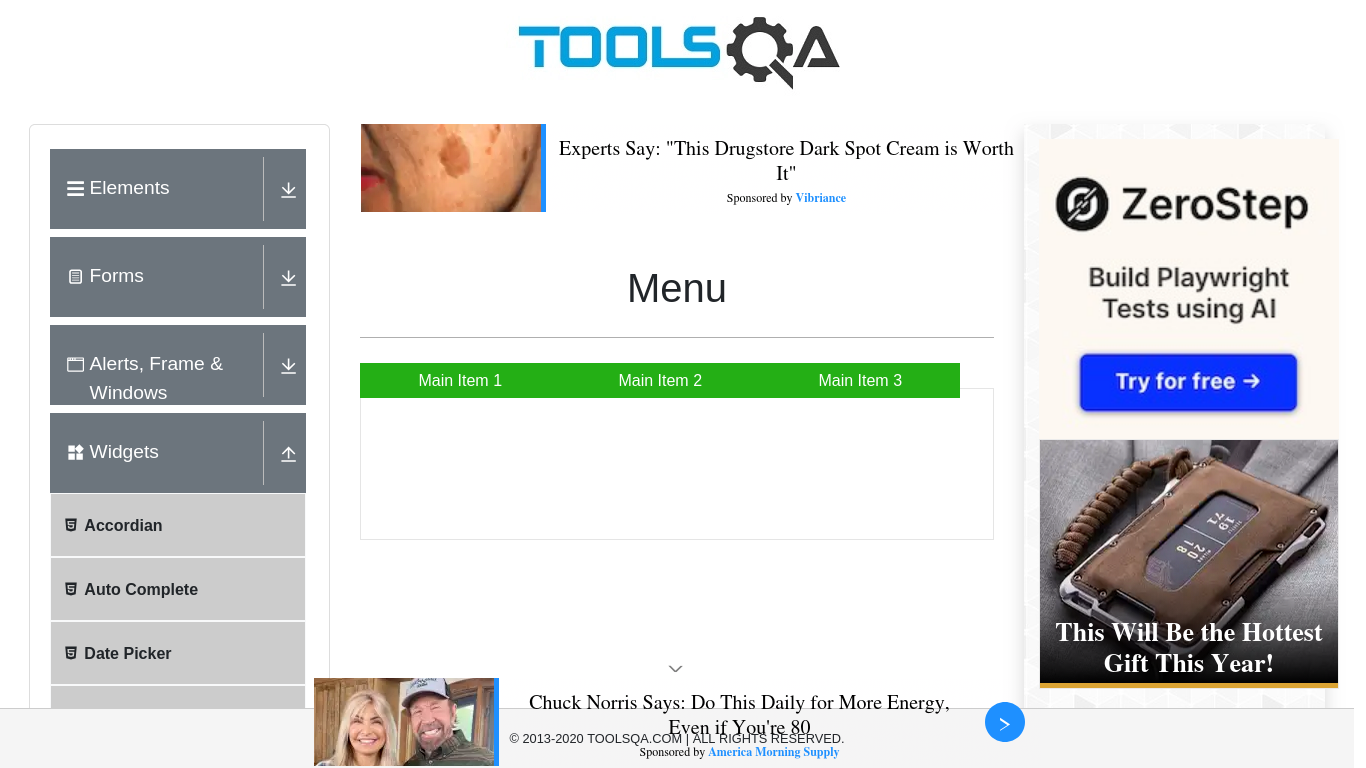 TOOLSQA
Elements
Forms
Alerts, Frame &
Windows
Widgets
Accordian
Auto Complete
Date Picker
Experts Say: "This Drugstore Dark Spot Cream is Worth
It"
Sponsored by Vibriance
Menu
Main Item 1
Main Item 2
Main Item 3
ZeroStep
Build Playwright
Tests using AI
Try for free →
19 71
20 18
This Will Be the Hottest
Gift This Year!
Chuck Norris Says: Do This Daily for More Energy,
Even if You're 80
© 2013-2020 TOOLSQA.COM | ALL RIGHTS RESERVED.
Sponsored by America Morning Supply